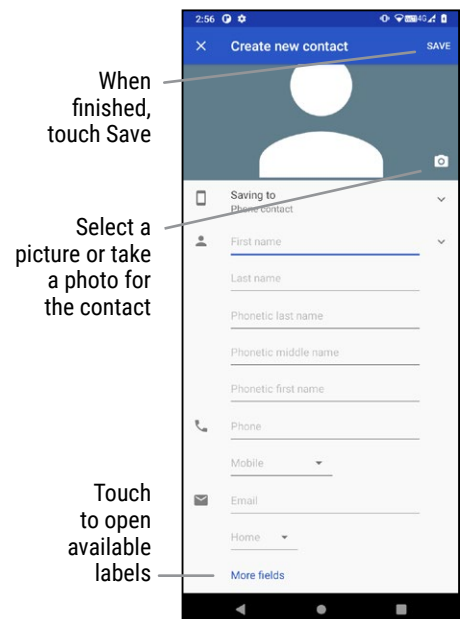 2:56
4G
Create new contact
SAVE
When
finished,
touch Save
Saving to
Phone contact
Select a
picture or take
a photo for
the contact
First name
Last name
Phonetic last name
Phonetic middle name
Phonetic first name
Phone
Mobile
Email
Home
Touch
to open
available
labels
More fields